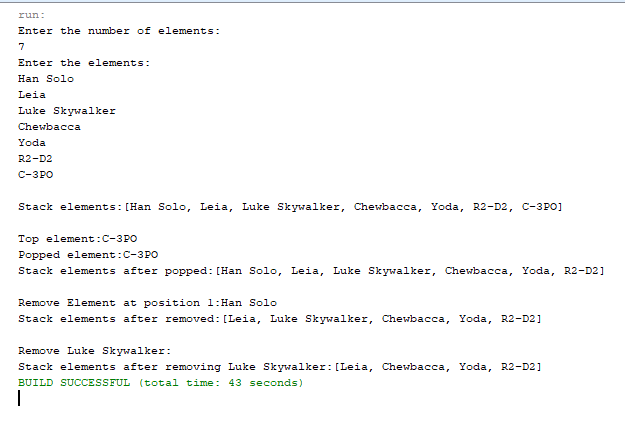 run:
Enter the number of elements:
7
Enter the elements:
Han Solo
Leia
Luke Skywalker
Chewbacca
Yoda
R2-D2
C-3PO
Stack elements:[Han Solo, Leia, Luke Skywalker, Chewbacca, Yoda, R2-D2, C-3PO]
Top element:C-3PO
Popped element:C-3PO
Stack elements after popped:[Han Solo, Leia, Luke Skywalker, Chewbacca, Yoda, R2-D2]
Remove Element at position 1:Han Solo
Stack elements after removed:[Leia, Luke Skywalker, Chewbacca, Yoda, R2-D2]
Remove Luke Skywalker:
Stack elements after removing Luke Skywalker:[Leia, Chewbacca, Yoda, R2-D2]
BUILD SUCCESSFUL (total time: 43 seconds)